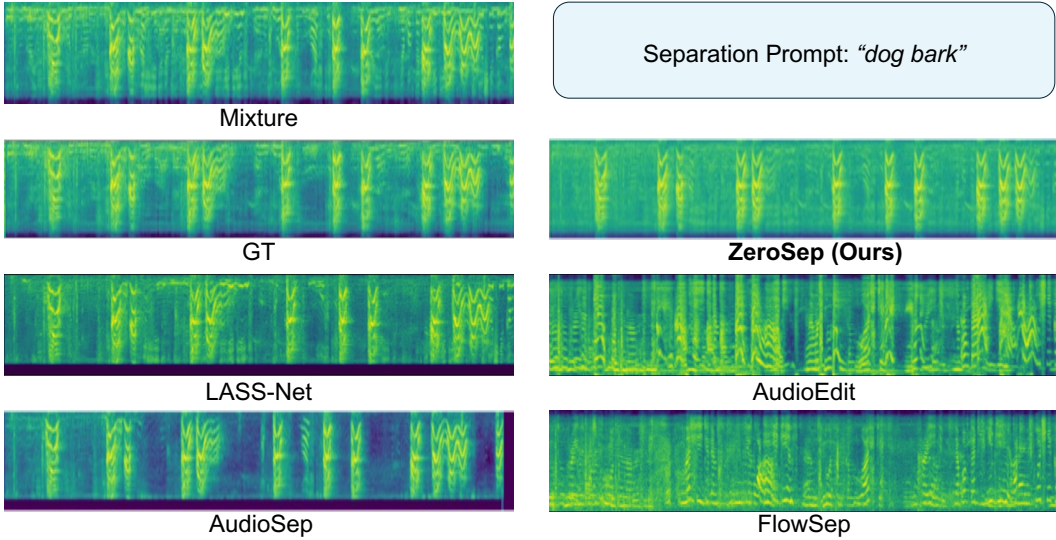 Separation Prompt: “dog bark”
Mixture
GT
ZeroSep (Ours)
LASS-Net
AudioEdit
AudioSep
FlowSep